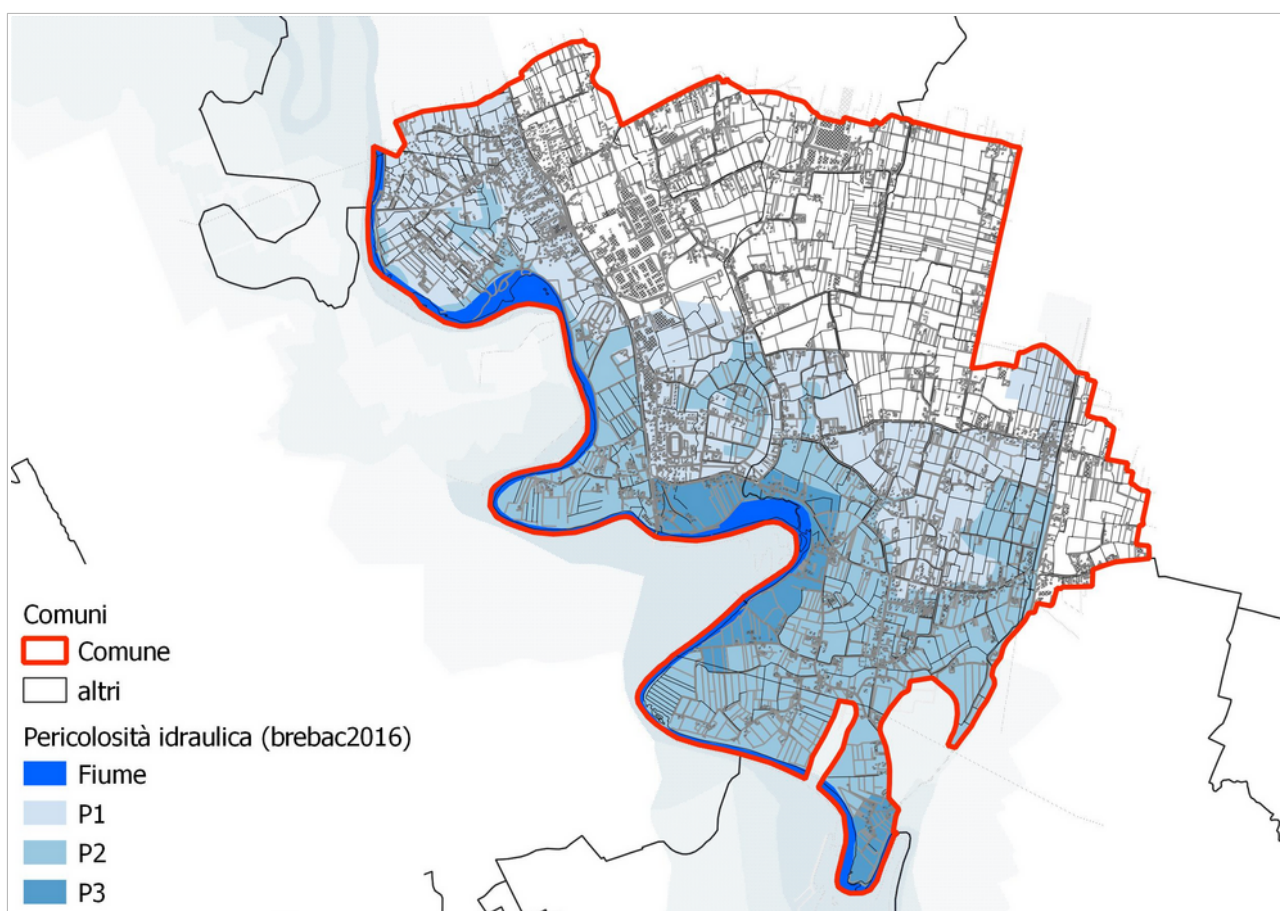 Comuni
Comune
altri
Pericolosità idraulica (brebac2016)
Fiume
P1
P2
P3